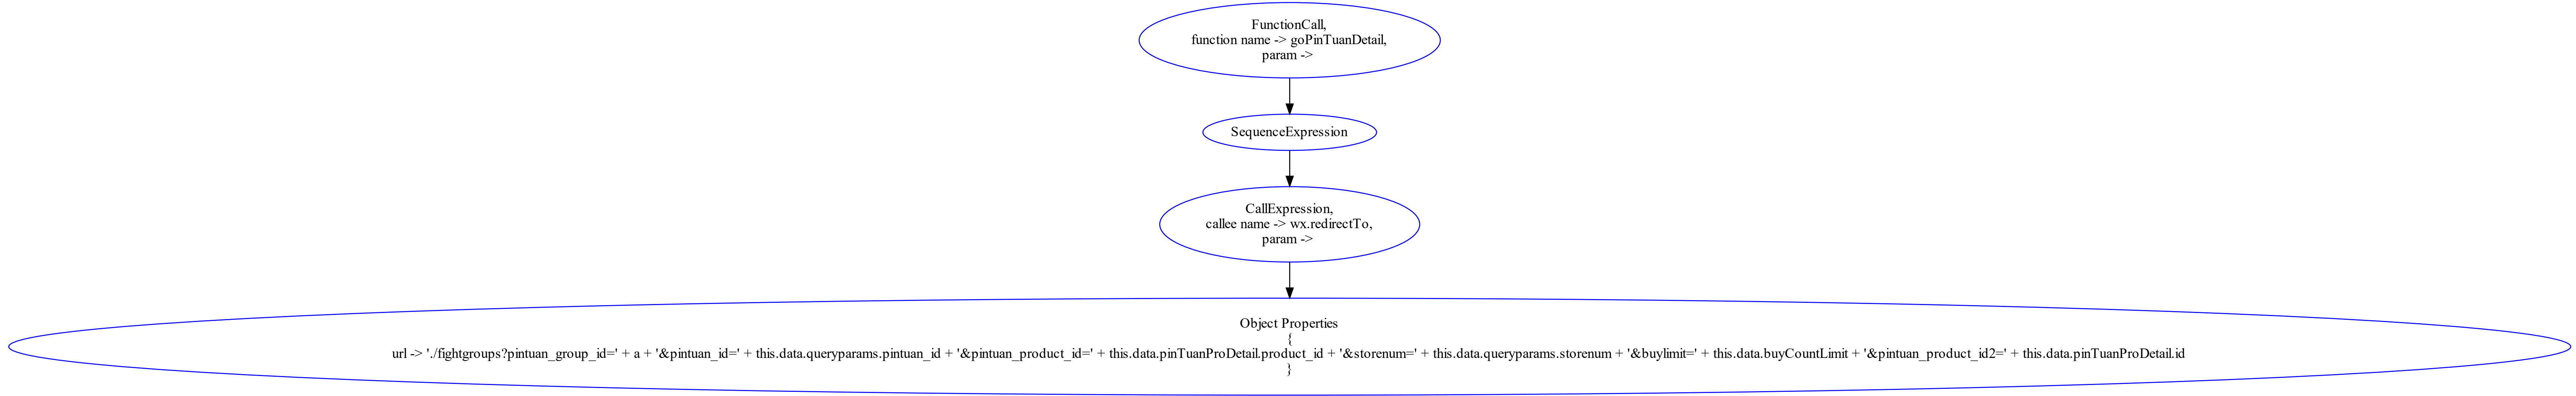 FunctionCall,
function name -> goPinTuanDetail,
param ->
SequenceExpression
CallExpression,
callee name -> wx.redirectTo,
param ->
Object Properties
{
url -> './fightgroups?pintuan_group_id=' + a + '&pintuan_id=' + this.data.queryparams.pintuan_id + '&pintuan_product_id=' + this.data.pinTuanProDetail.product_id + '&storenum=' + this.data.queryparams.storenum + '&buylimit=' + this.data.buyCountLimit + '&pintuan_product_id2=' + this.data.pinTuanProDetail.id
}